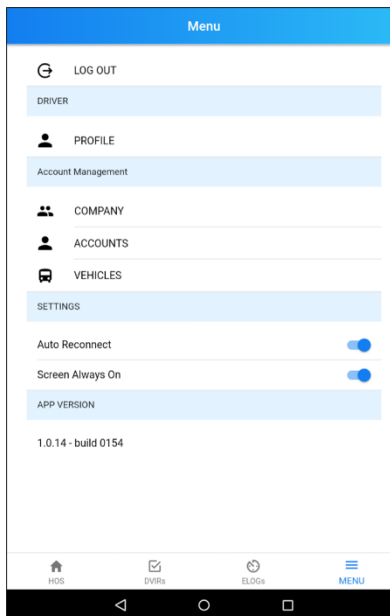 Menu
LOG OUT
DRIVER
PROFILE
Account Management
COMPANY
ACCOUNTS
VEHICLES
SETTINGS
Auto Reconnect
Screen Always On
APP VERSION
1.0.14 - build 0154
HOS DVIRs ELOGs MENU